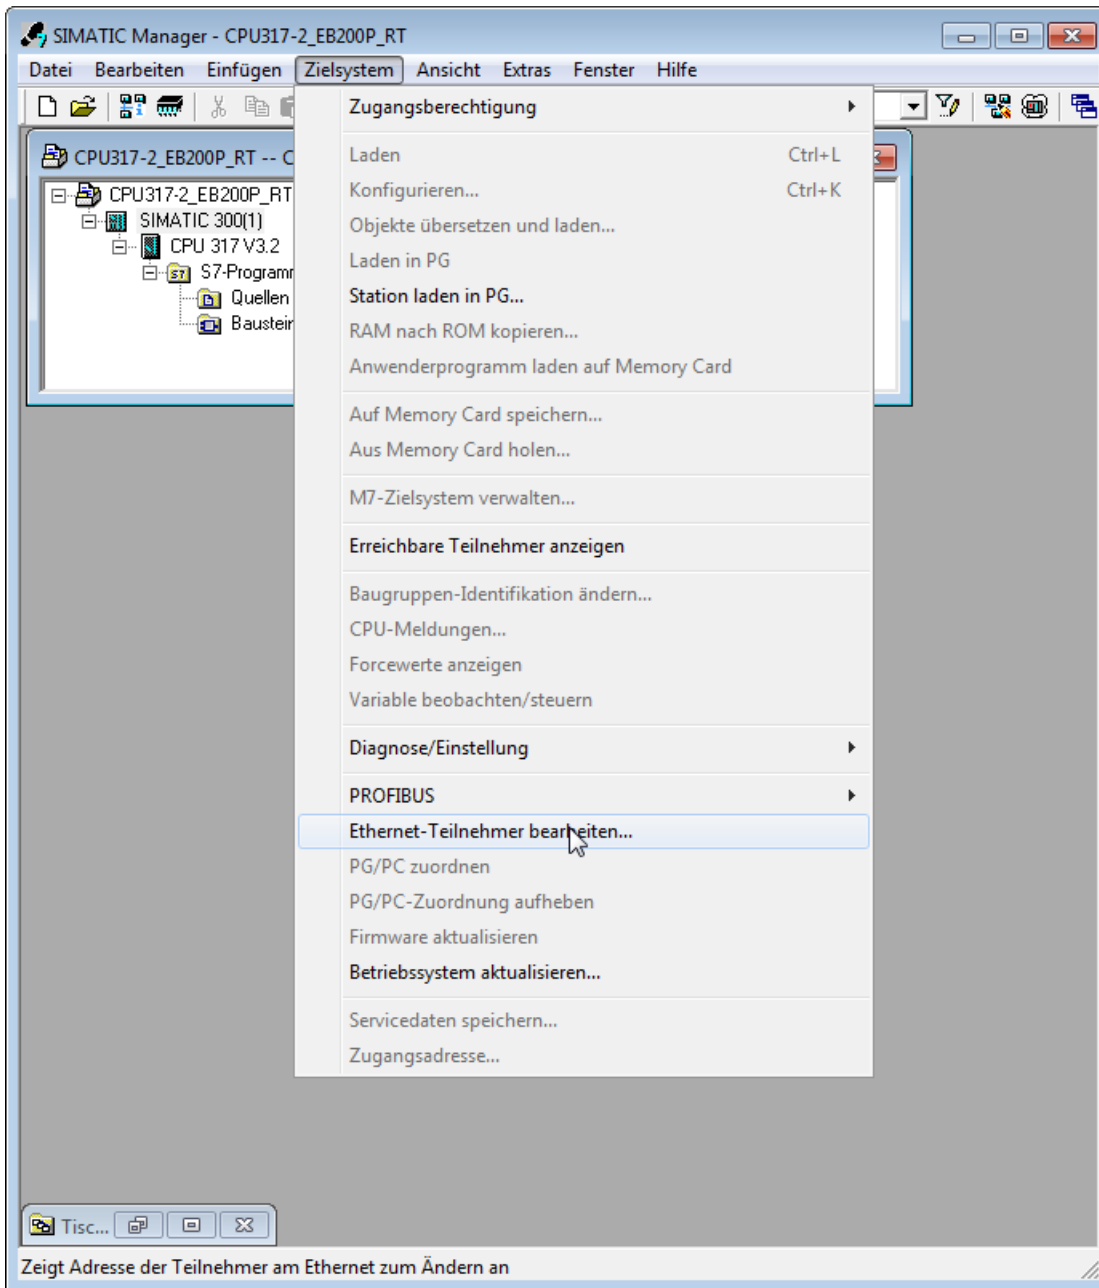 SIMATIC Manager - CPU317-2_EB200P_RT
Datei Bearbeiten Einfügen Zielsystem Ansicht Extras Fenster Hilfe
CPU317-2_EB200P_RT -- C
CPU317-2_EB200P_RT
SIMATIC 300(1)
CPU 317 V3.2
S7-Programm
Quellen
Baustein
Zugangsberechtigung
Laden Ctrl+L
Konfigurieren... Ctrl+K
Objekte übersetzen und laden...
Laden in PG
Station laden in PG...
RAM nach ROM kopieren...
Anwenderprogramm laden auf Memory Card
Auf Memory Card speichern...
Aus Memory Card holen...
M7-Zielsystem verwalten...
Erreichbare Teilnehmer anzeigen
Baugruppen-Identifikation ändern...
CPU-Meldungen...
Forcewerte anzeigen
Variable beobachten/steuern
Diagnose/Einstellung
PROFIBUS
Ethernet-Teilnehmer bearbeiten...
PG/PC zuordnen
PG/PC-Zuordnung aufheben
Firmware aktualisieren
Betriebssystem aktualisieren...
Servicedaten speichern...
Zugangsadresse...
Tisc...
Zeigt Adresse der Teilnehmer am Ethernet zum Ändern an